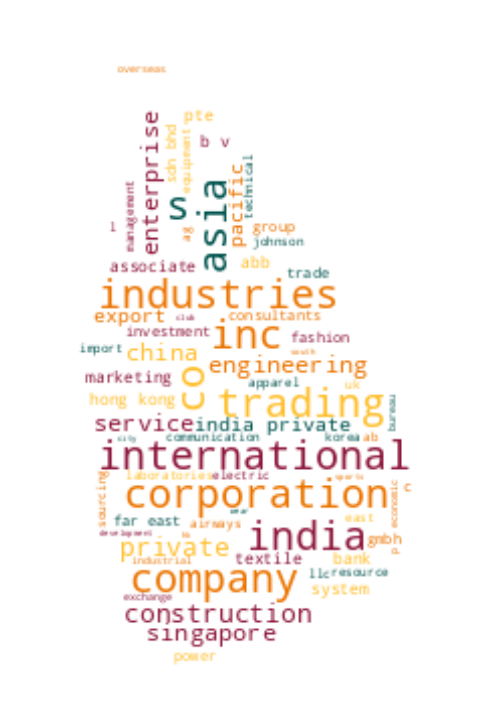 overseas
pte
enterprise
sdn bhd
equipment
b v
management
s
asia
pacific
technical
l
ag
group
johnson
associate
abb
trade
industries
export
club
consultants
investment
inc
fashion
import
china
south
engineering
marketing
co
apparel
uk
hong kong
trading
bureau
service
india private
city
communication
korea
ab
international
laboratories
electric
sports
sourcing
corporation
economic
c
near
far east
airways
east
development
india
gmbh
p
private
textile
bank
industrial
company
llc
resource
system
exchange
construction
singapore
power